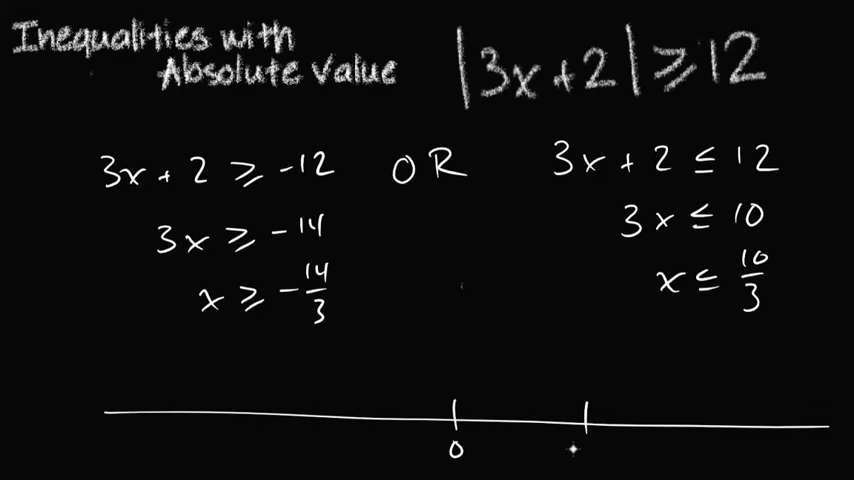 Inequalities with
Absolute Value
|3x+2|≥12
3x + 2 ≥ -12 OR 3x + 2 ≤ 12
3x ≥ -14 3x ≤ 10
x ≥ -14/3 x ≤ 10/3
0